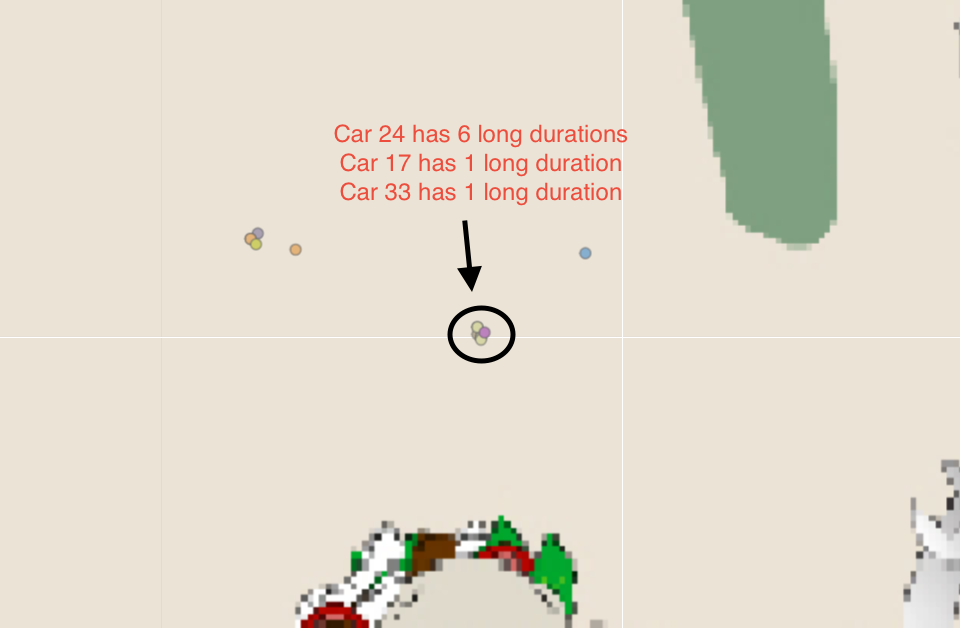 Car 24 has 6 long durations
Car 17 has 1 long duration
Car 33 has 1 long duration